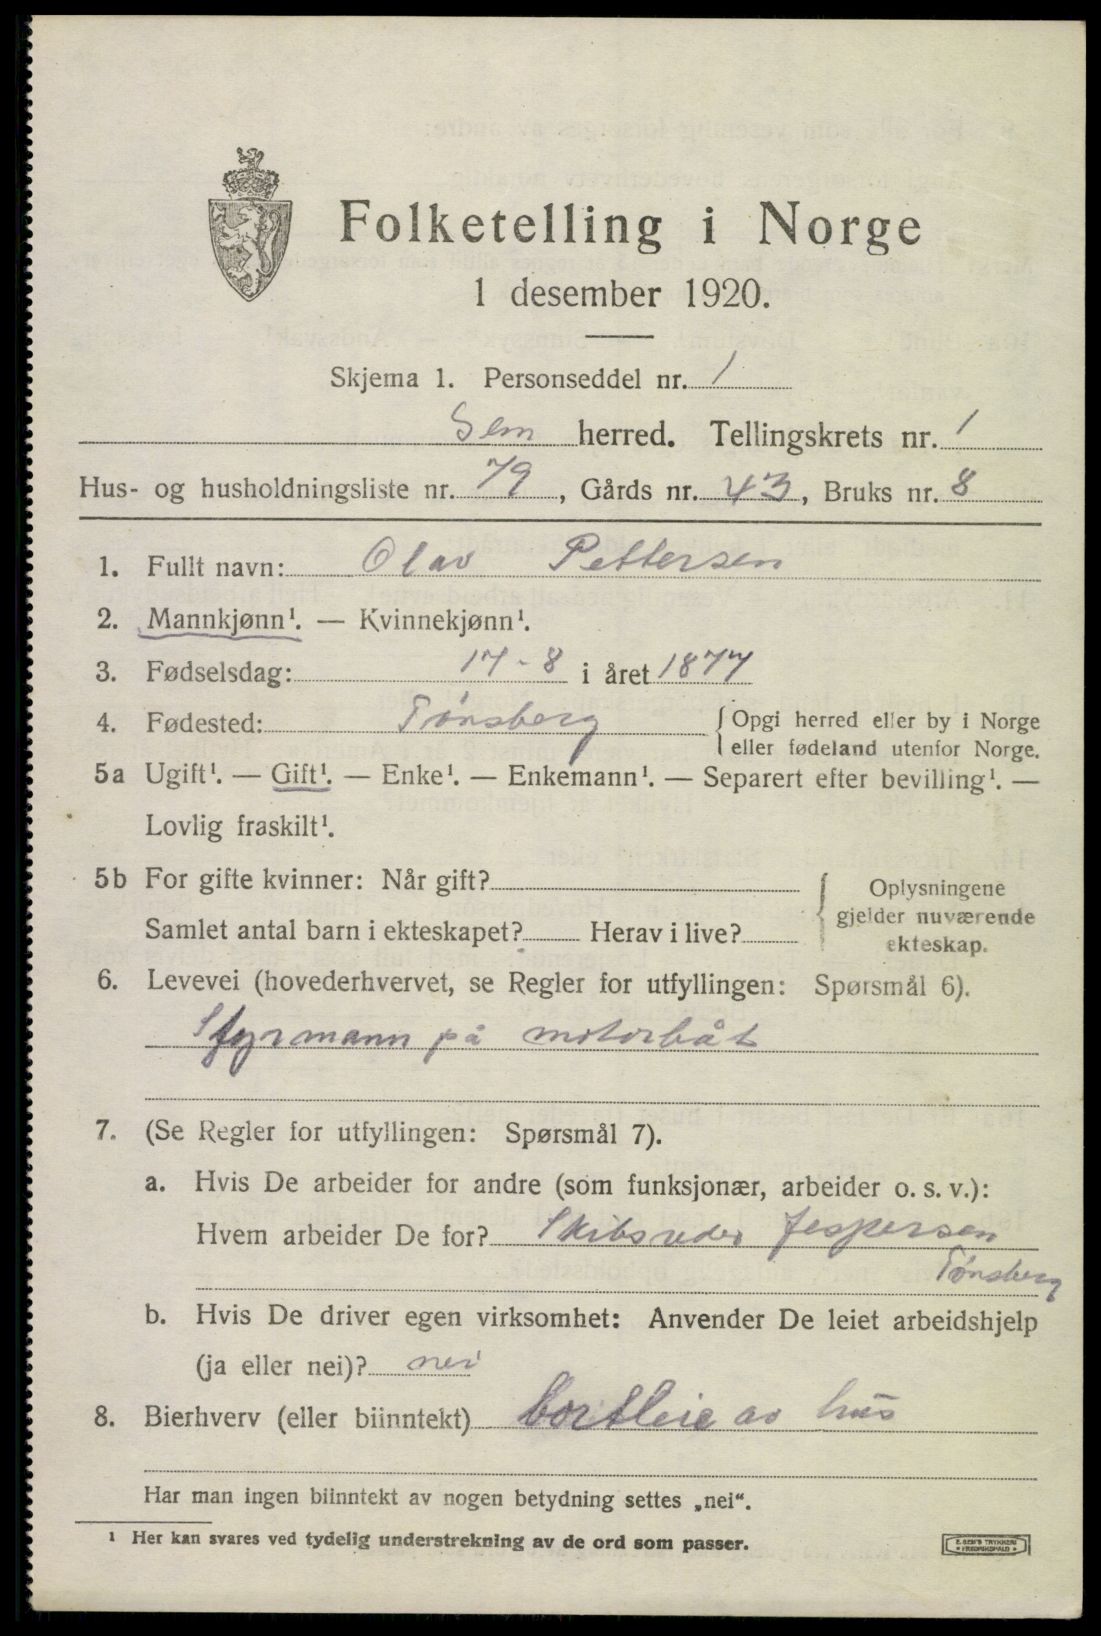 Folketelling i Norge
1 desember 1920.
Skjema 1. Personseddel nr. 1
Sem herred. Tellingskrets nr. 1
Hus- og husholdningsliste nr. 79, Gårds nr. 43, Bruks nr. 8
1. Fullt navn: Olav Pettersen
2. Mannkjønn¹. — Kvinnekjønn¹.
3. Fødselsdag: 17-8 i året 1877
4. Fødested: Tønsberg {Opgi herred eller by i Norge
eller fødeland utenfor Norge.
5a Ugift¹. — Gift¹. — Enke¹. — Enkemann¹. — Separert efter bevilling¹. —
Lovlig fraskilt¹.
5b For gifte kvinner: Når gift? { Oplysningene
gjelder nuværende
Samlet antal barn i ekteskapet? Herav i live?
ekteskap.
6. Levevei (hovederhvervet, se Regler for utfyllingen: Spørsmål 6).
Styrmann på motorbåt
7. (Se Regler for utfyllingen: Spørsmål 7).
a. Hvis De arbeider for andre (som funksjonær, arbeider o. s. v.):
Hvem arbeider De for? Skibsreder Jespersen
Tønsberg
b. Hvis De driver egen virksomhet: Anvender De leiet arbeidshjelp
(ja eller nei)? nei
8. Bierhverv (eller biinntekt) bortleie av hus
Har man ingen biinntekt av nogen betydning settes „nei“.
¹ Her kan svares ved tydelig understrekning av de ord som passer.
E. SEM'S TRYKKERI
• FREDRIKSHALD •